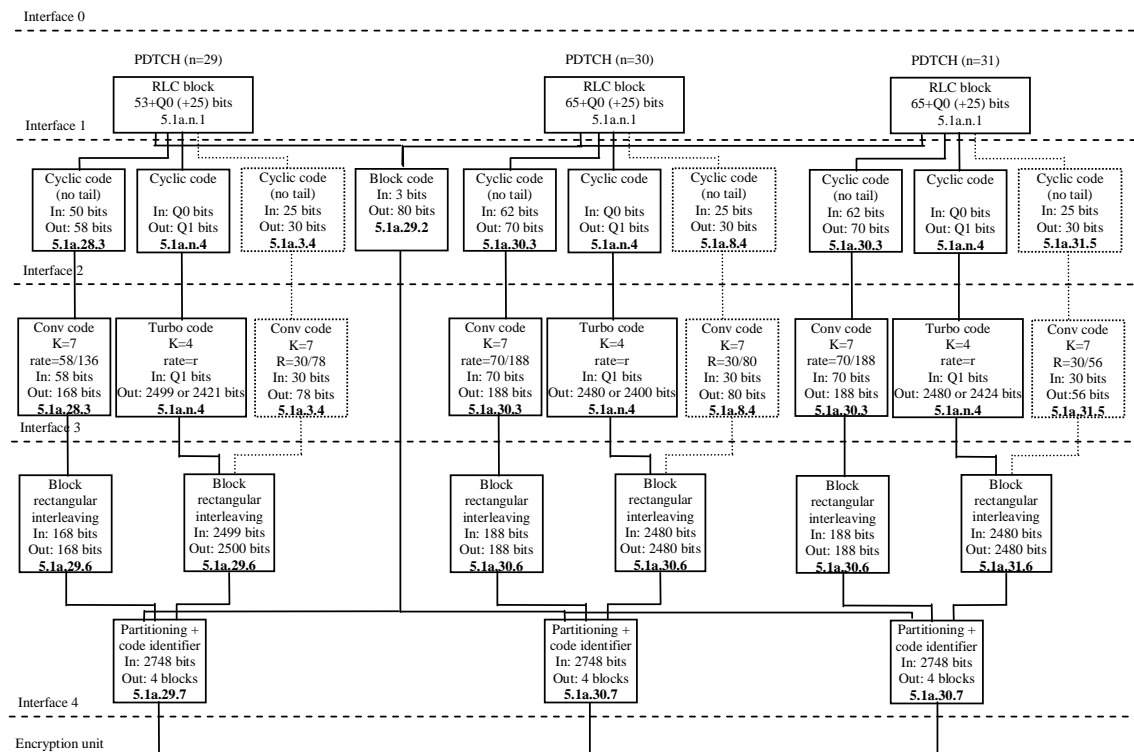 Interface 0
PDTCH (n=29)
RLC block
53+Q0 (+25) bits
5.1a.n.1
PDTCH (n=30)
RLC block
65+Q0 (+25) bits
5.1a.n.1
PDTCH (n=31)
RLC block
65+Q0 (+25) bits
5.1a.n.1
Interface 1
Cyclic code
(no tail)
In: 50 bits
Out: 58 bits
5.1a.28.3
Cyclic code
In: Q0 bits
Out: Q1 bits
5.1a.n.4
Cyclic code
(no tail)
In: 25 bits
Out: 30 bits
5.1a.3.4
Block code
In: 3 bits
Out: 80 bits
5.1a.29.2
Cyclic code
(no tail)
In: 62 bits
Out: 70 bits
5.1a.30.3
Cyclic code
In: Q0 bits
Out: Q1 bits
5.1a.n.4
Cyclic code
(no tail)
In: 25 bits
Out: 30 bits
5.1a.8.4
Cyclic code
(no tail)
In: 62 bits
Out: 70 bits
5.1a.30.3
Cyclic code
In: Q0 bits
Out: Q1 bits
5.1a.n.4
Cyclic code
(no tail)
In: 25 bits
Out: 30 bits
5.1a.31.5
Interface 2
Conv code
K=7
rate=58/136
In: 58 bits
Out: 168 bits
5.1a.28.3
Turbo code
K=4
rate=r
In: Q1 bits
Out: 2499 or 2421 bits
5.1a.n.4
Conv code
K=7
R=30/78
In: 30 bits
Out: 78 bits
5.1a.3.4
Conv code
K=7
rate=70/188
In: 70 bits
Out: 188 bits
5.1a.30.3
Turbo code
K=4
rate=r
In: Q1 bits
Out: 2480 or 2400 bits
5.1a.n.4
Conv code
K=7
R=30/80
In: 30 bits
Out: 80 bits
5.1a.8.4
Conv code
K=7
rate=70/188
In: 70 bits
Out: 188 bits
5.1a.30.3
Turbo code
K=4
rate=r
In: Q1 bits
Out: 2480 or 2424 bits
5.1a.n.4
Conv code
K=7
R=30/56
In: 30 bits
Out:56 bits
5.1a.31.5
Interface 3
Block
rectangular
interleaving
In: 168 bits
Out: 168 bits
5.1a.29.6
Block
rectangular
interleaving
In: 2499 bits
Out: 2500 bits
5.1a.29.6
Block
rectangular
interleaving
In: 188 bits
Out: 188 bits
5.1a.30.6
Block
rectangular
interleaving
In: 2480 bits
Out: 2480 bits
5.1a.30.6
Block
rectangular
interleaving
In: 188 bits
Out: 188 bits
5.1a.30.6
Block
rectangular
interleaving
In: 2480 bits
Out: 2480 bits
5.1a.31.6
Partitioning +
code identifier
In: 2748 bits
Out: 4 blocks
5.1a.29.7
Partitioning +
code identifier
In: 2748 bits
Out: 4 blocks
5.1a.30.7
Partitioning +
code identifier
In: 2748 bits
Out: 4 blocks
5.1a.30.7
Interface 4
Encryption unit